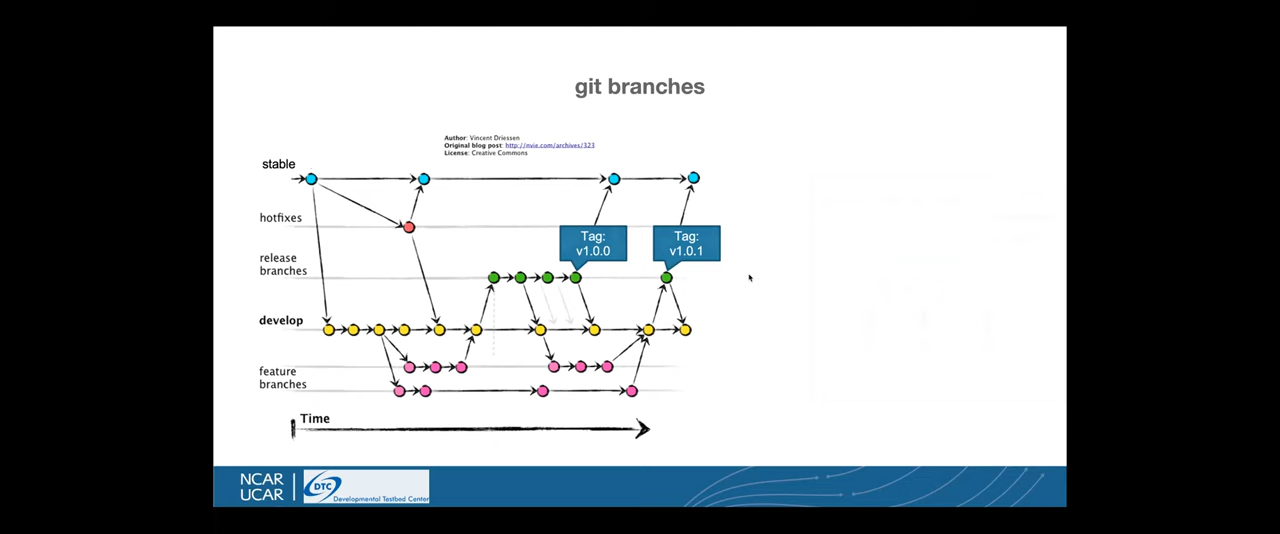 git branches
Author: Vincent Driessen
Original blog post: http://nvie.com/archives/323
License: Creative Commons
stable
hotfixes
Tag:
v1.0.0
Tag:
v1.0.1
release
branches
develop
feature
branches
Time
NCAR
UCAR
DTC
Developmental Testbed Center